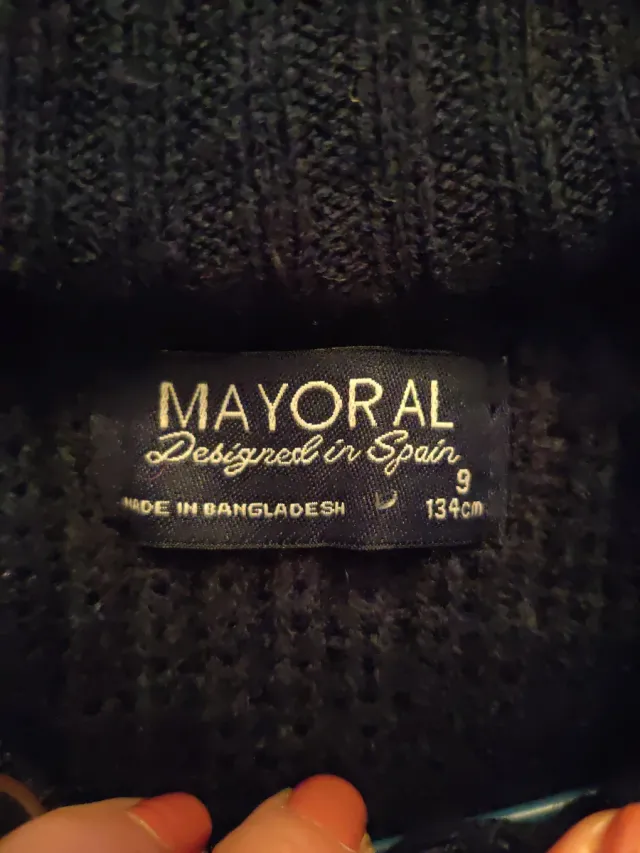 MAYORAL
Designed in Spain
9
MADE IN BANGLADESH 134cm